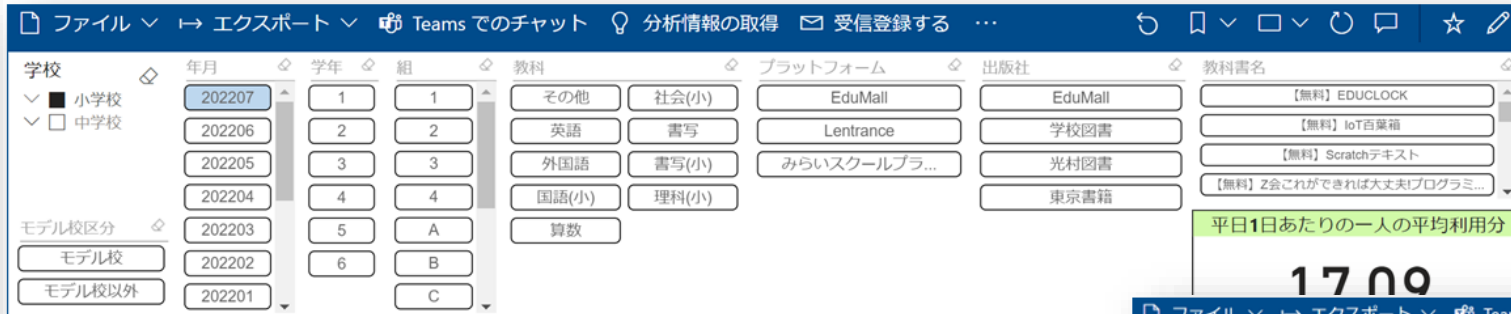 ファイル エクスポート Teams でのチャット 分析情報の取得 受信登録する ...
学校
小学校
中学校
モデル校区分
モデル校
モデル校以外
年月
202207
202206
202205
202204
202203
202202
202201
学年
1
2
3
4
5
6
組
1
2
3
4
A
B
C
教科
その他 社会(小)
英語 書写
外国語 書写(小)
国語(小) 理科(小)
算数
プラットフォーム
EduMall
Lentrance
みらいスクールプラ...
出版社
EduMall
学校図書
光村図書
東京書籍
教科書名
【無料】EDUCLOCK
【無料】IoT百葉箱
【無料】Scratchテキスト
【無料】Z会これができれば大丈夫!プログラミ...
平日1日あたりの一人の平均利用分
17.09